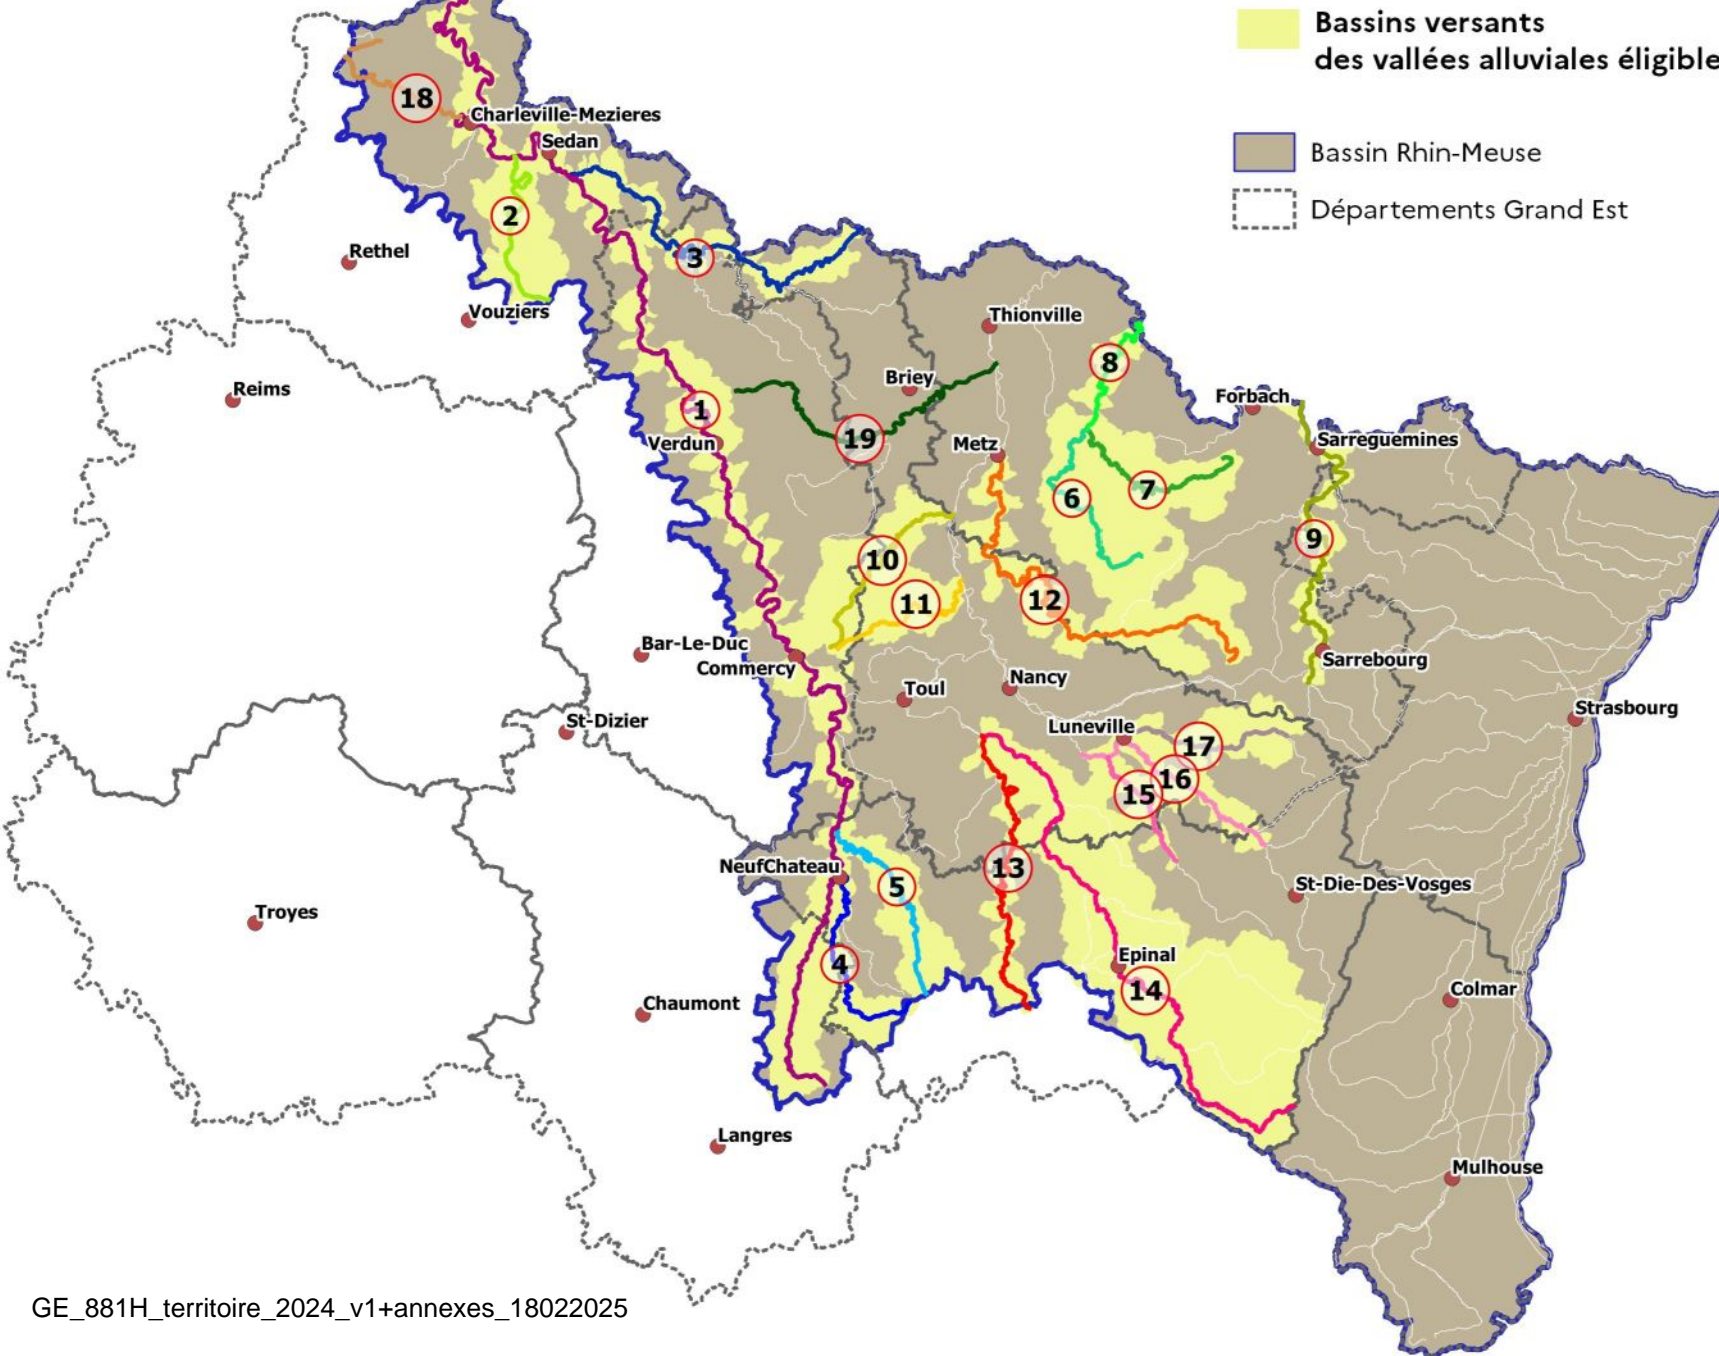 Bassins versants
des vallées alluviales éligible
Bassin Rhin-Meuse
Départements Grand Est
18
Charleville-Mezieres
Sedan
2
Rethel
3
Vouziers
Thionville
8
Briey
Reims
Forbach
1
19
Verdun
Metz
Sarreguemines
6
7
9
10
11
12
Bar-Le-Duc
Commercy
Sarrebourg
Toul
Nancy
Strasbourg
St-Dizier
Luneville
17
16
15
NeufChateau
13
5
St-Die-Des-Vosges
Troyes
4
Epinal
14
Colmar
Chaumont
Langres
Mulhouse
GE_881H_territoire_2024_v1+annexes_18022025